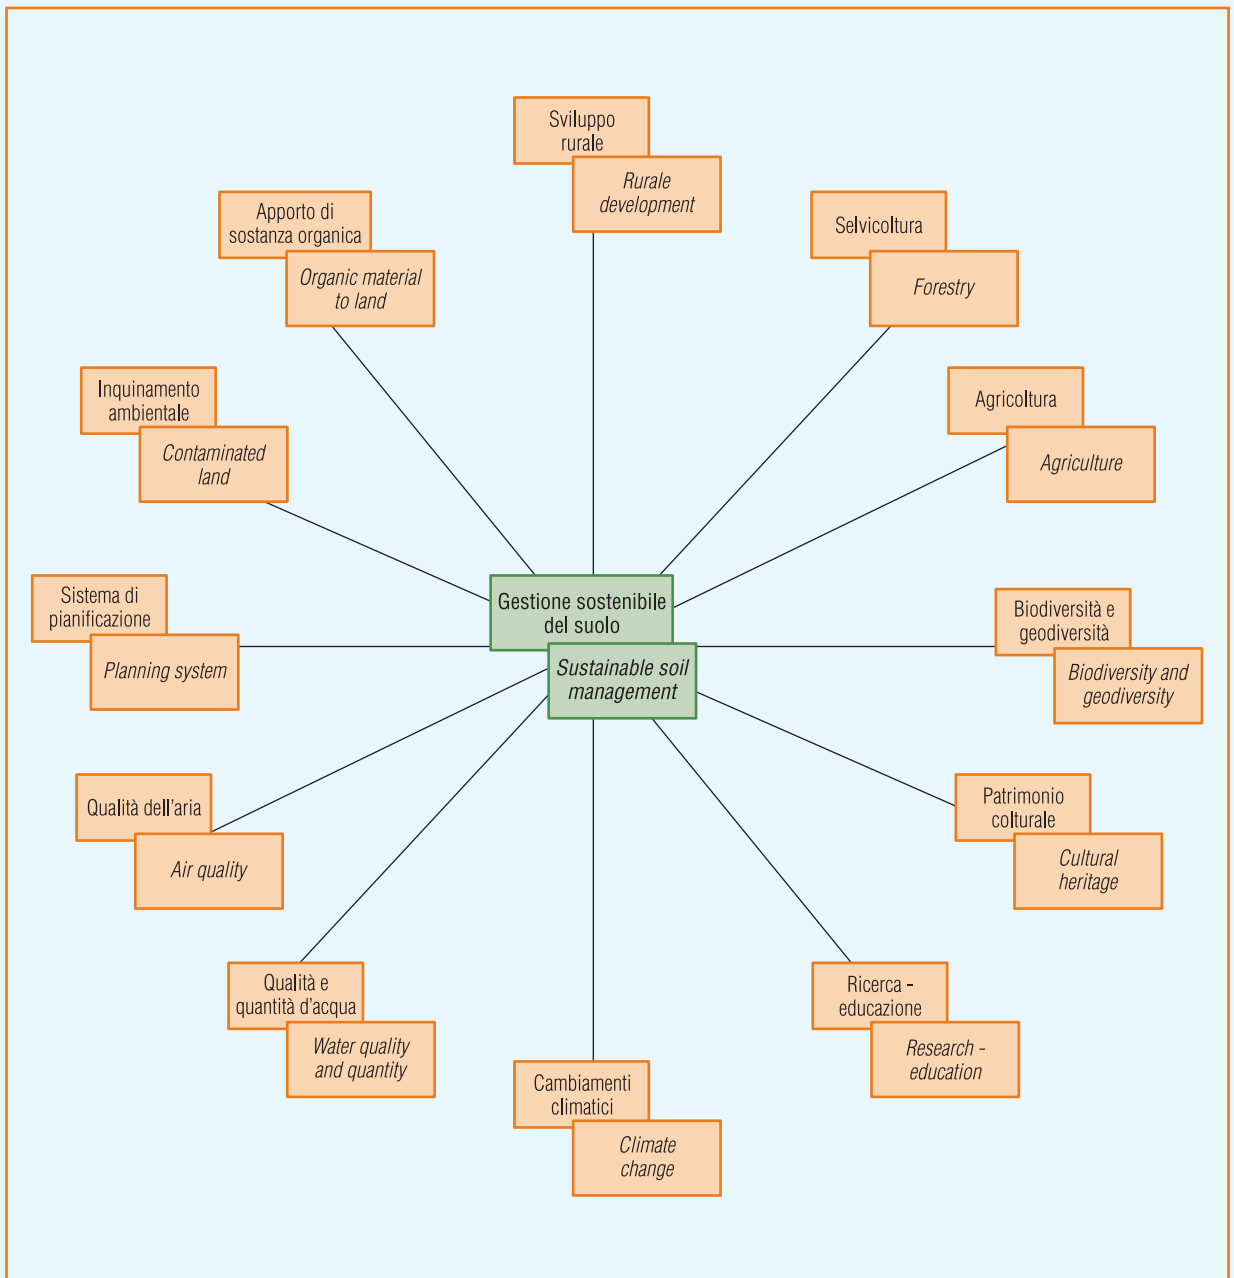 Sviluppo
rurale
Rurale
development
Apporto di
sostanza organica
Organic material
to land
Selvicoltura
Forestry
Inquinamento
ambientale
Contaminated
land
Agricoltura
Agriculture
Gestione sostenibile
del suolo
Sustainable soil
management
Sistema di
pianificazione
Planning system
Biodiversità e
geodiversità
Biodiversity and
geodiversity
Qualità dell'aria
Air quality
Patrimonio
colturale
Cultural
heritage
Qualità e
quantità d'acqua
Water quality
and quantity
Ricerca -
educazione
Research -
education
Cambiamenti
climatici
Climate
change